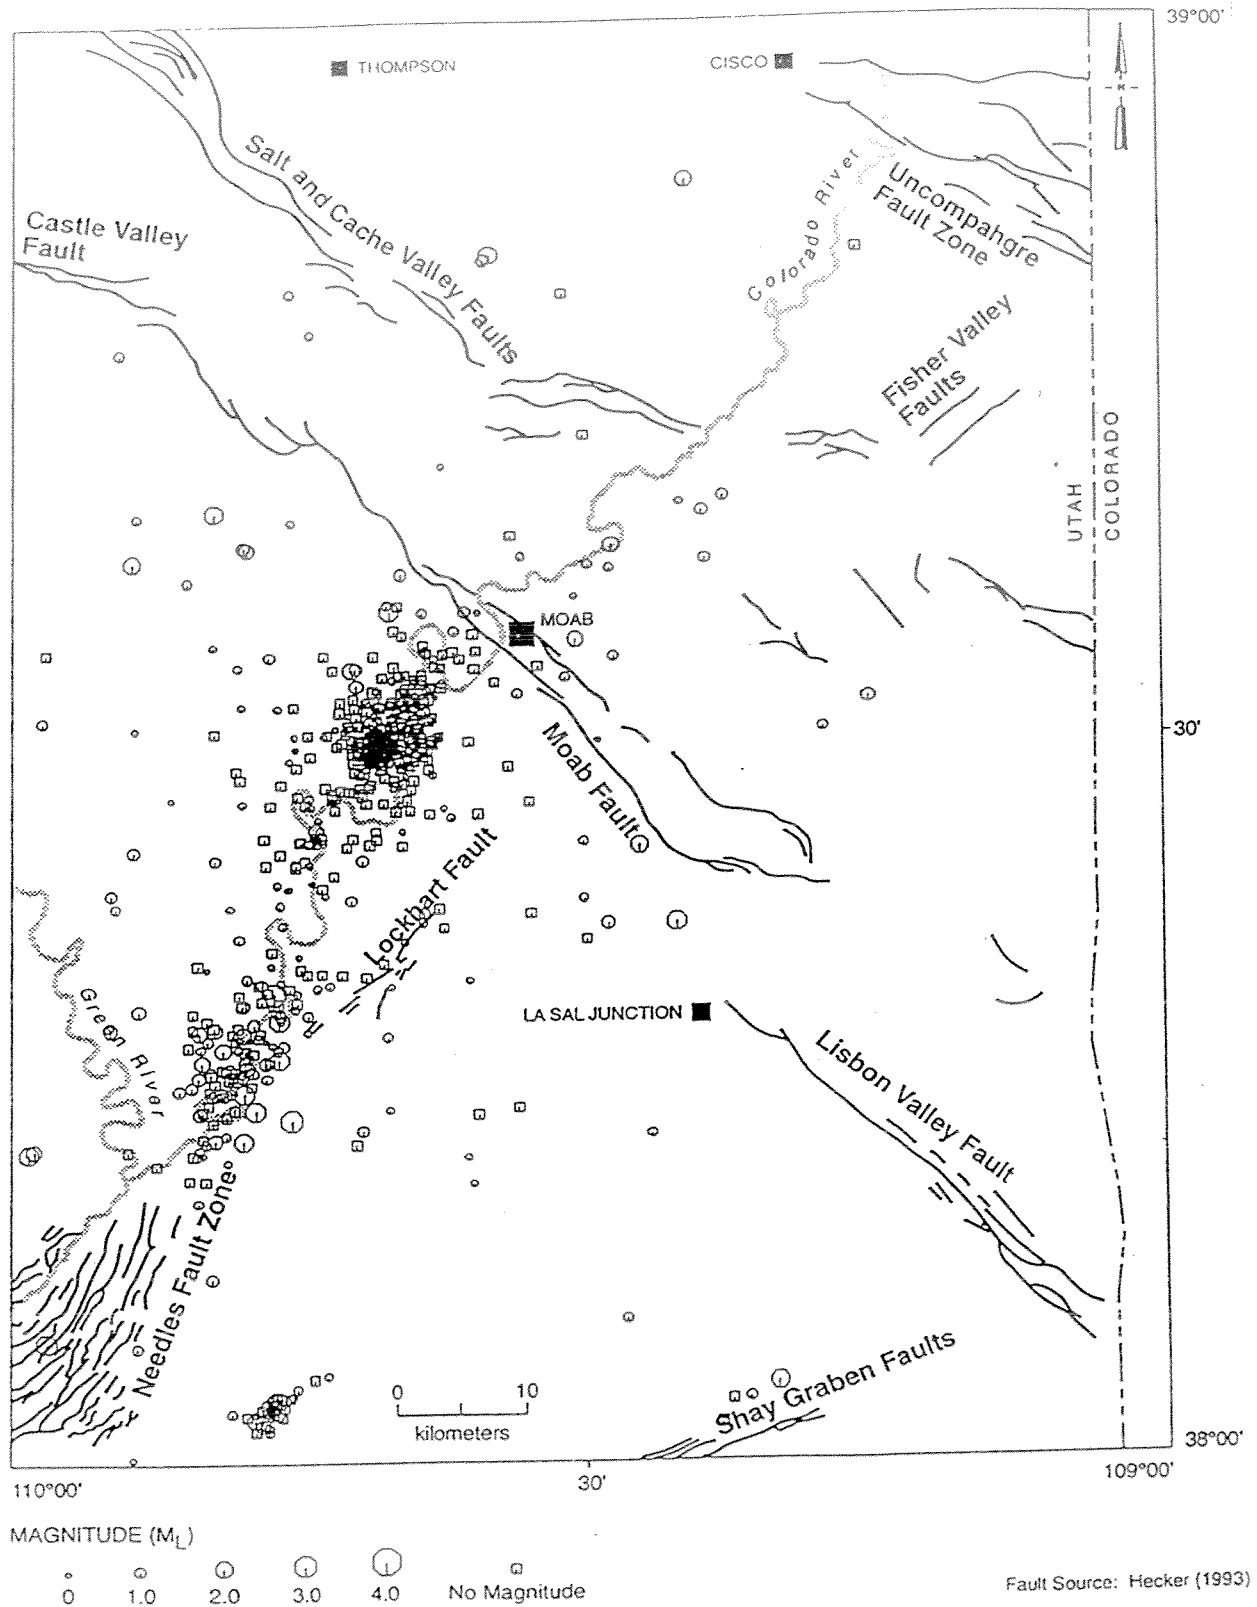 39°00'
THOMPSON
CISCO
N
Salt and Cache Valley Faults
Colorado River
Uncompahgre
Fault Zone
Castle Valley
Fault
Fisher Valley
Faults
UTAH
COLORADO
MOAB
30'
Moab Fault
Lockhart Fault
Green River
LA SAL JUNCTION
Lisbon Valley Fault
Needles Fault Zone
Shay Graben Faults
0 10
kilometers
38°00'
110°00'
30'
109°00'
MAGNITUDE (ML)
0 1.0 2.0 3.0 4.0 No Magnitude
Fault Source: Hecker (1993)